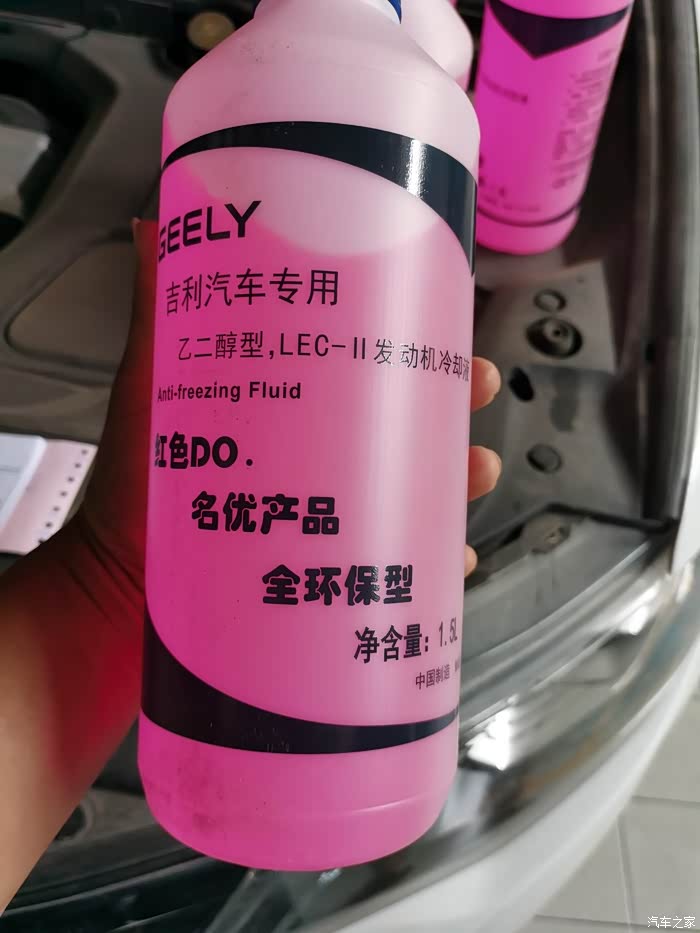 GEELY
吉利汽车专用
乙二醇型,LEC-II发动机冷却液
Anti-freezing Fluid
红色DO.
名优产品
全环保型
净含量:1.5L
中国制造
汽车之家